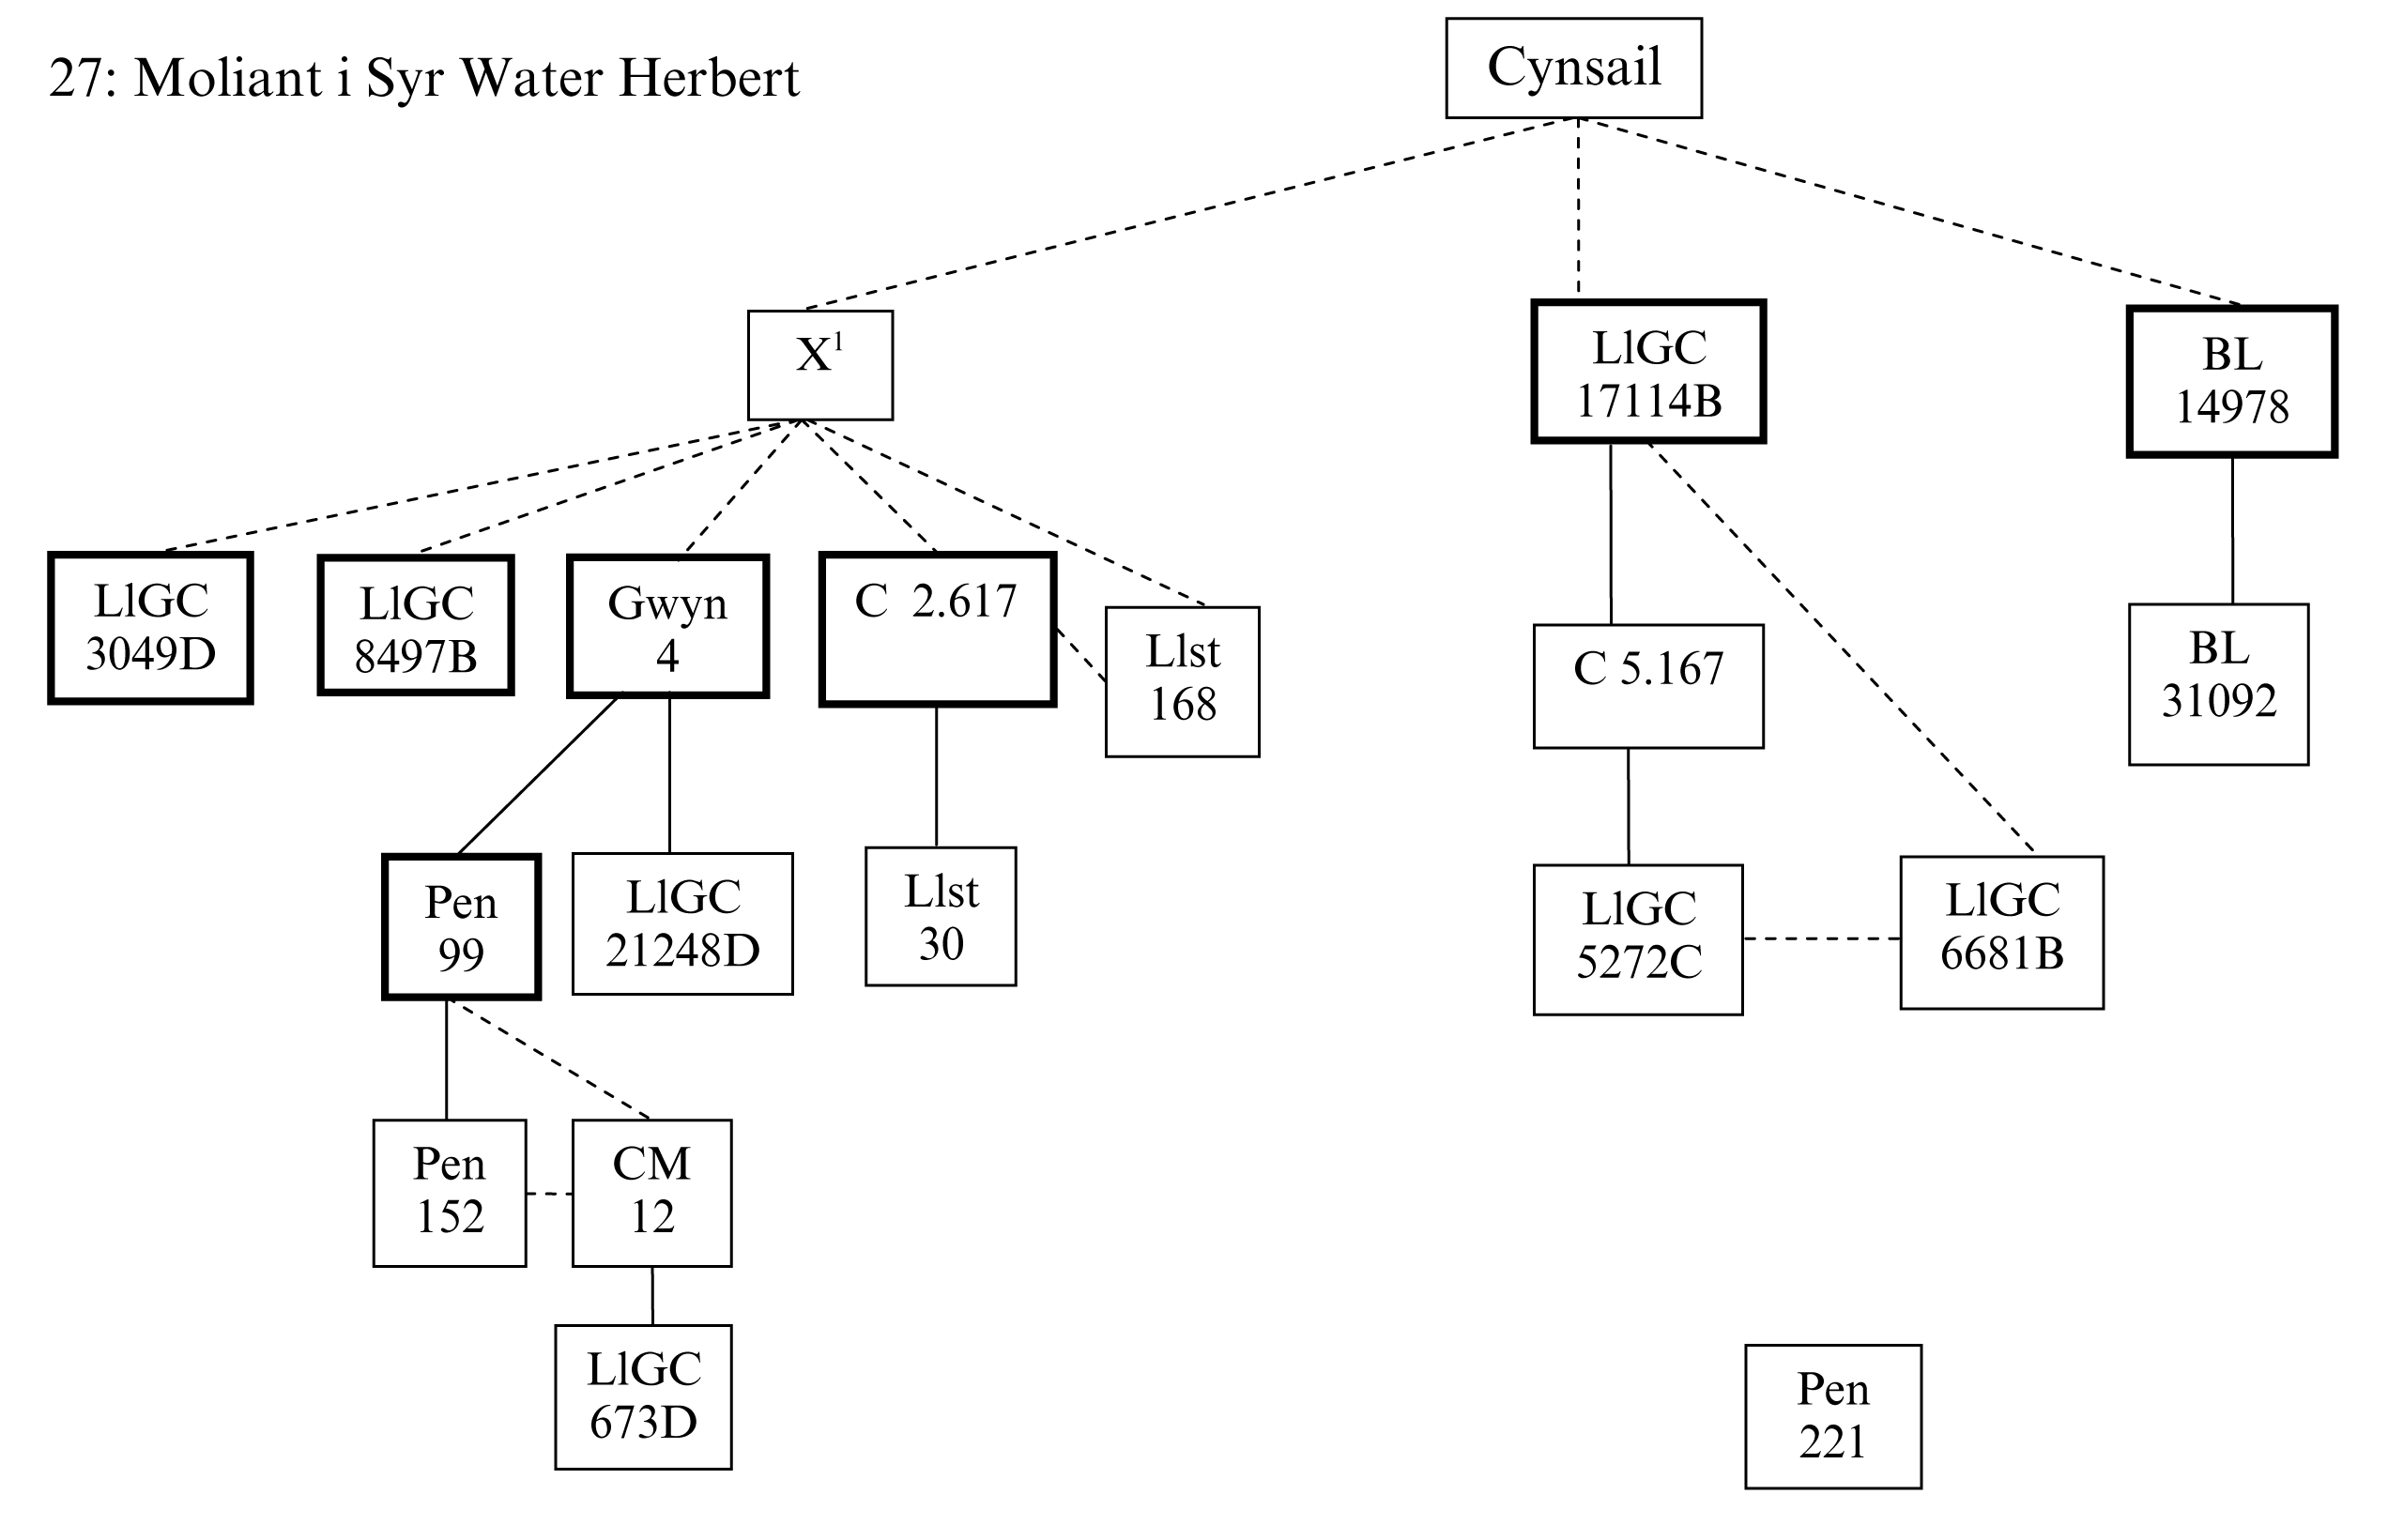 27: Moliant i Syr Water Herbert
Cynsail
X¹
LlGC
17114B
BL
14978
LlGC
3049D
LlGC
8497B
Gwyn
4
C 2.617
Llst
168
C 5.167
BL
31092
Pen
99
LlGC
21248D
Llst
30
LlGC
5272C
LlGC
6681B
Pen
152
CM
12
LlGC
673D
Pen
221